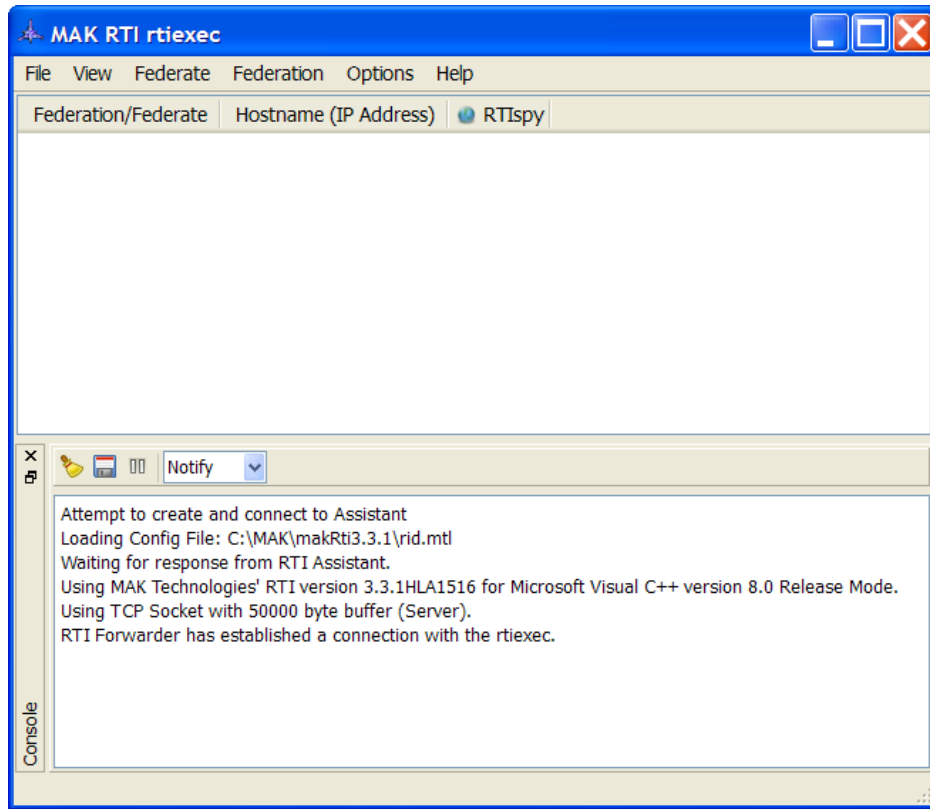 MAK RTI rtiexec
File View Federate Federation Options Help
Federation/Federate Hostname (IP Address) RTIspy
Notify
Attempt to create and connect to Assistant
Loading Config File: C:\MAK\makRti3.3.1\rid.mtl
Waiting for response from RTI Assistant.
Using MAK Technologies' RTI version 3.3.1HLA1516 for Microsoft Visual C++ version 8.0 Release Mode.
Using TCP Socket with 50000 byte buffer (Server).
RTI Forwarder has established a connection with the rtiexec.
Console